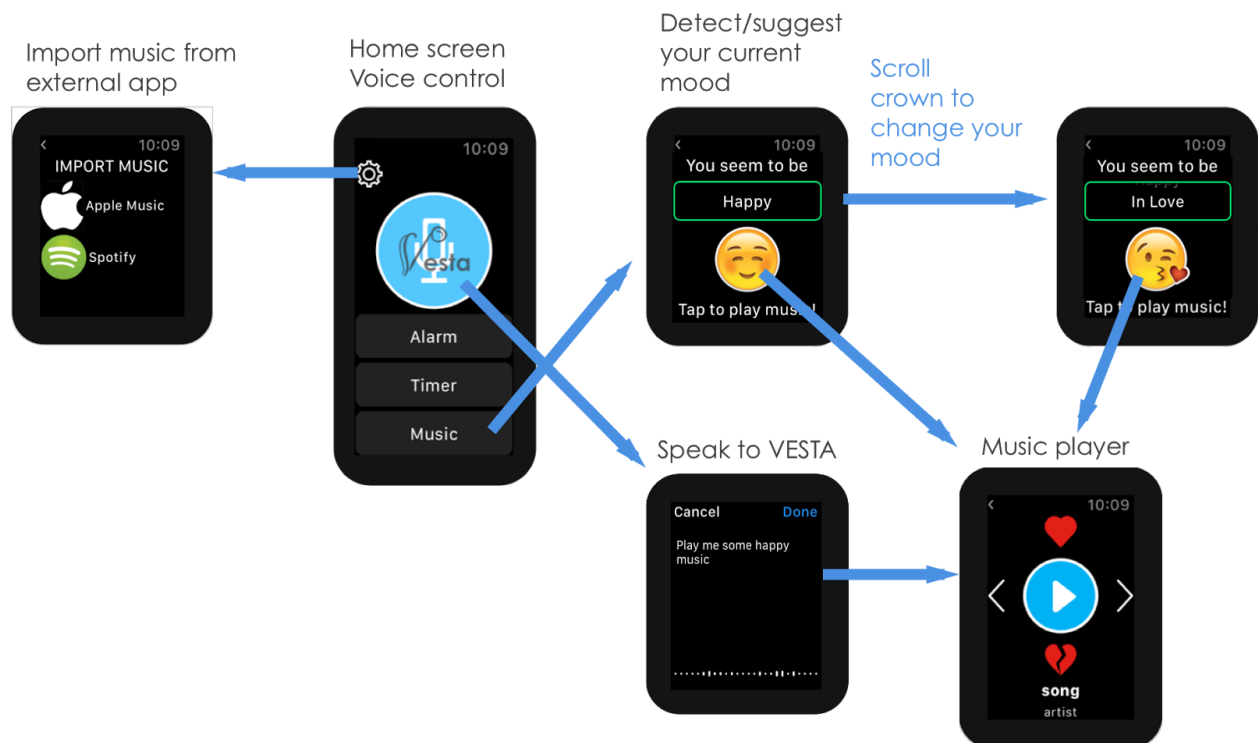 Import music from
external app
Home screen
Voice control
Detect/suggest
your current
mood
Scroll
crown to
change your
mood
10:09
IMPORT MUSIC
Apple Music
Spotify
10:09
Vesta
Alarm
Timer
Music
10:09
You seem to be
Happy
Tap to play music!
10:09
You seem to be
Happy
In Love
Tap to play music!
Speak to VESTA
Cancel
Done
Play me some happy
music
Music player
10:09
song
artist